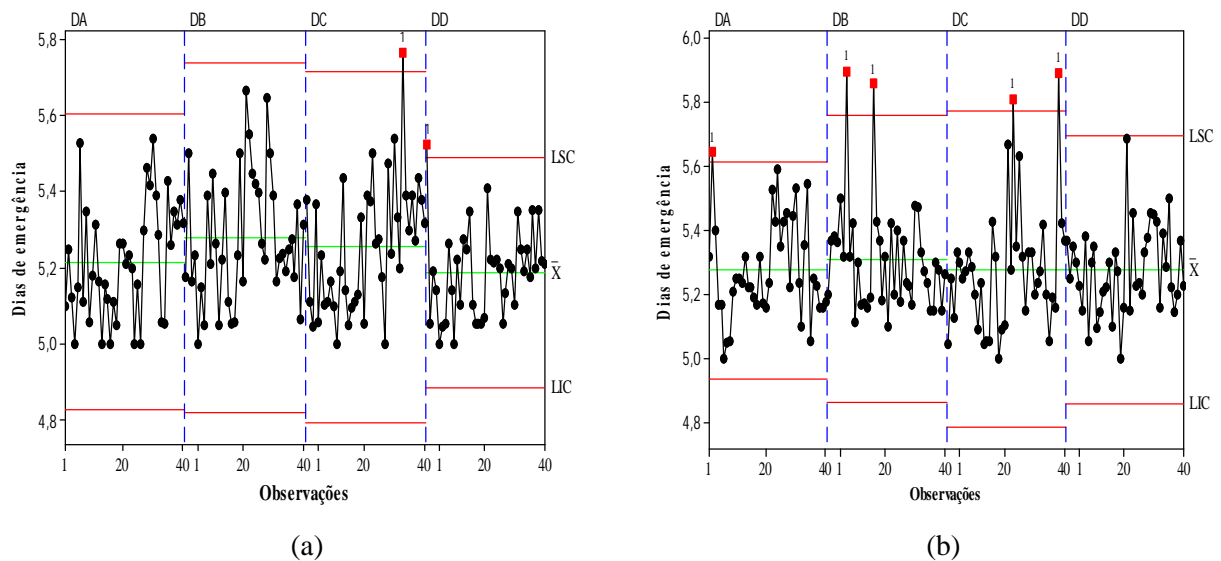 DA DB DC DD
5,8
5,6
5,4
5,2
5,0
4,8
Dias de emergência
1
1
LSC
X̄
LIC
1 20 40 1 20 40 1 20 40 1 20 40
Observações
(a)
DA DB DC DD
6,0
5,8
5,6
5,4
5,2
5,0
4,8
Dias de emergência
1
1
1
1
1
LSC
X̄
LIC
1 20 40 1 20 40 1 20 40 1 20 40
Observações
(b)